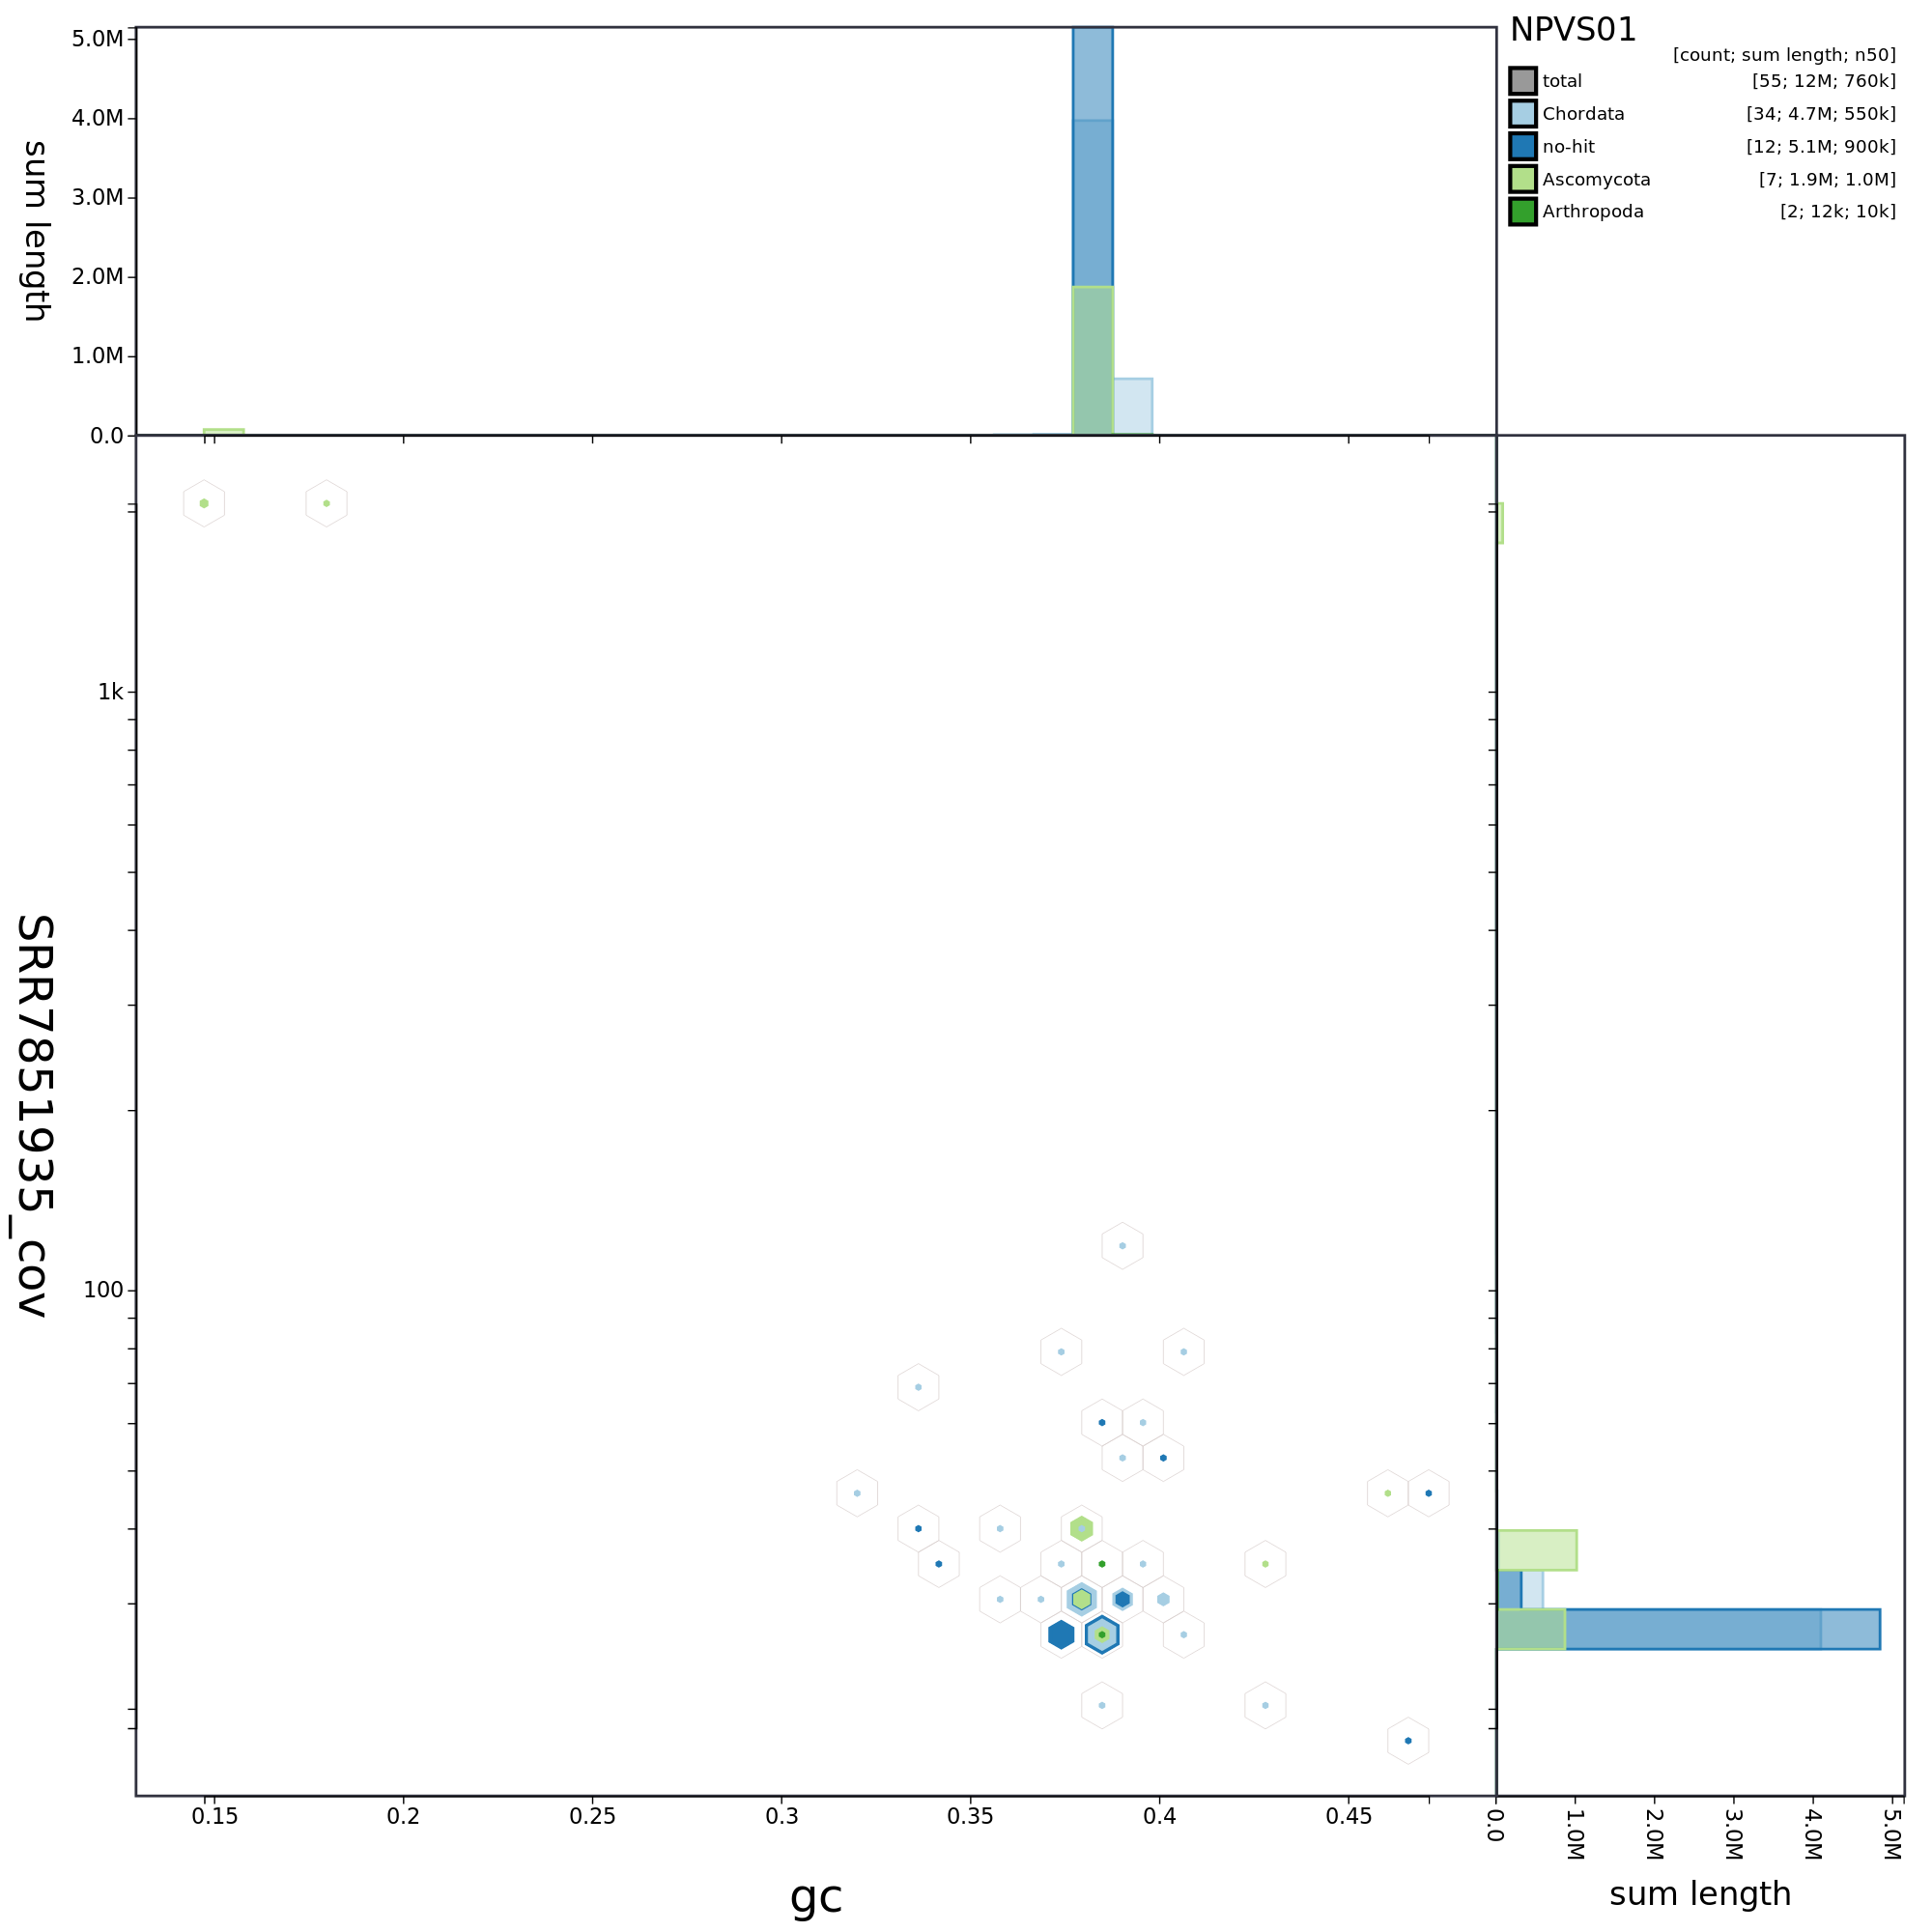 NPVS01
[count; sum length; n50]
total [55; 12M; 760k]
Chordata [34; 4.7M; 550k]
no-hit [12; 5.1M; 900k]
Ascomycota [7; 1.9M; 1.0M]
Arthropoda [2; 12k; 10k]
sum length
5.0M
4.0M
3.0M
2.0M
1.0M
0.0
SRR7851935_cov
1k
100
0.15 0.2 0.25 0.3 0.35 0.4 0.45
gc
0.0 1.0M 2.0M 3.0M 4.0M 5.0M
sum length